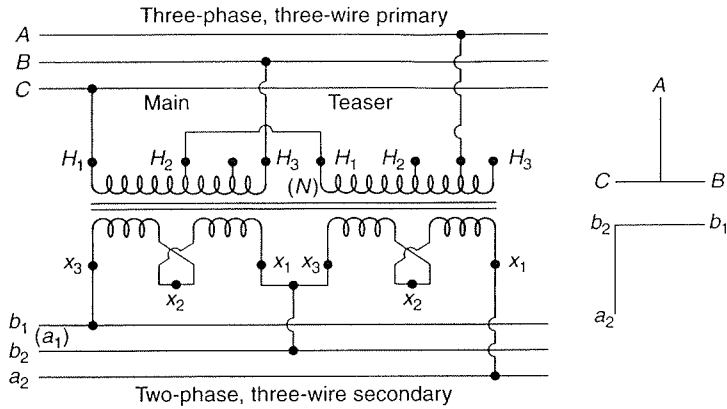 Three-phase, three-wire primary
A
B
C
Main Teaser
H₁ H₂ H₃ H₁ H₂ H₃
(N)
x₃ x₁ x₃ x₁
x₂ x₂
b₁
(a₁)
b₂
a₂
Two-phase, three-wire secondary
A
C B
b₂ b₁
a₂